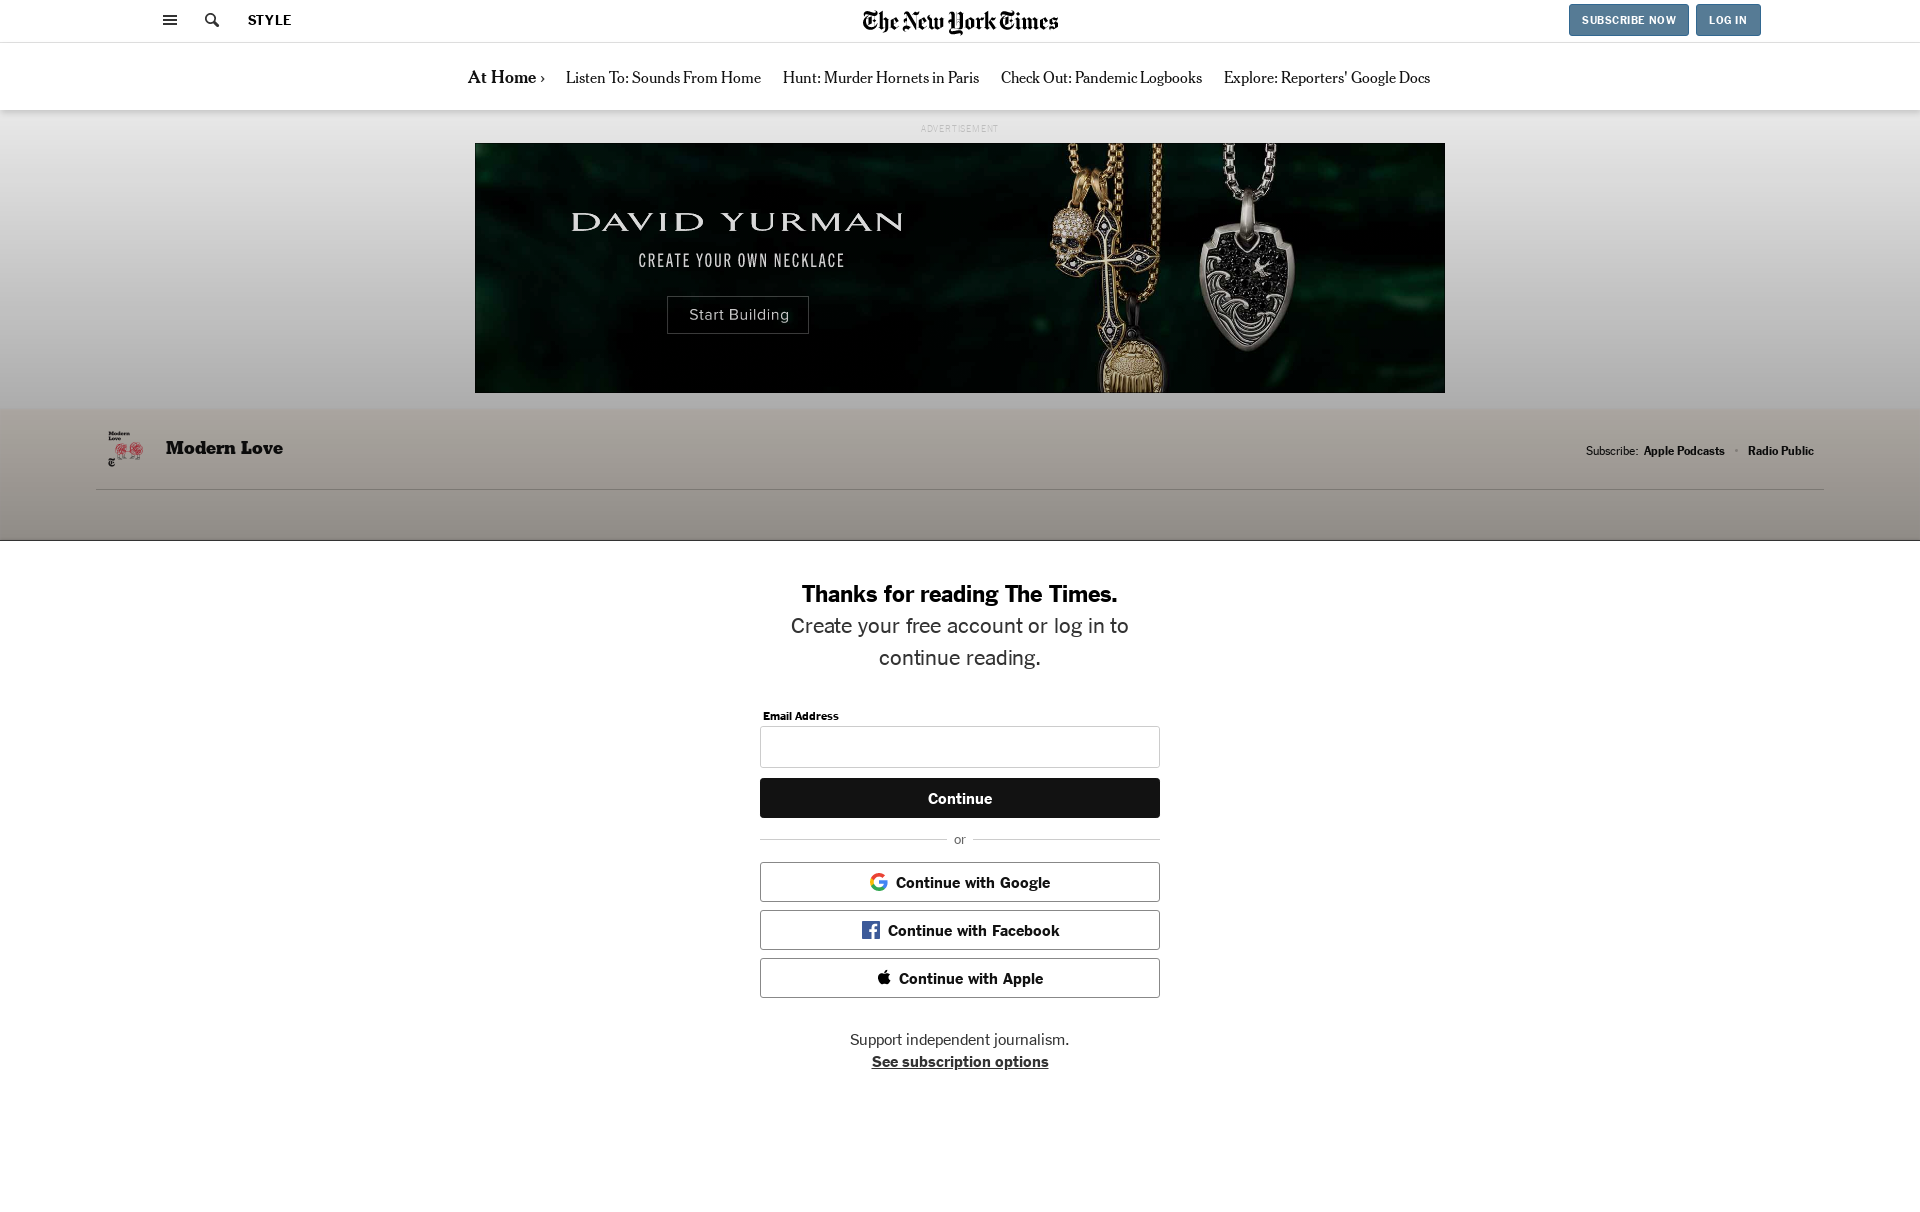 STYLE
The New York Times
SUBSCRIBE NOW
LOG IN
At Home ›
Listen To: Sounds From Home
Hunt: Murder Hornets in Paris
Check Out: Pandemic Logbooks
Explore: Reporters' Google Docs
ADVERTISEMENT
DAVID YURMAN
CREATE YOUR OWN NECKLACE
Start Building
Modern
Love
T
Modern Love
Subscribe: Apple Podcasts • Radio Public
Thanks for reading The Times.
Create your free account or log in to
continue reading.
Email Address
Continue
or
Continue with Google
Continue with Facebook
Continue with Apple
Support independent journalism.
See subscription options